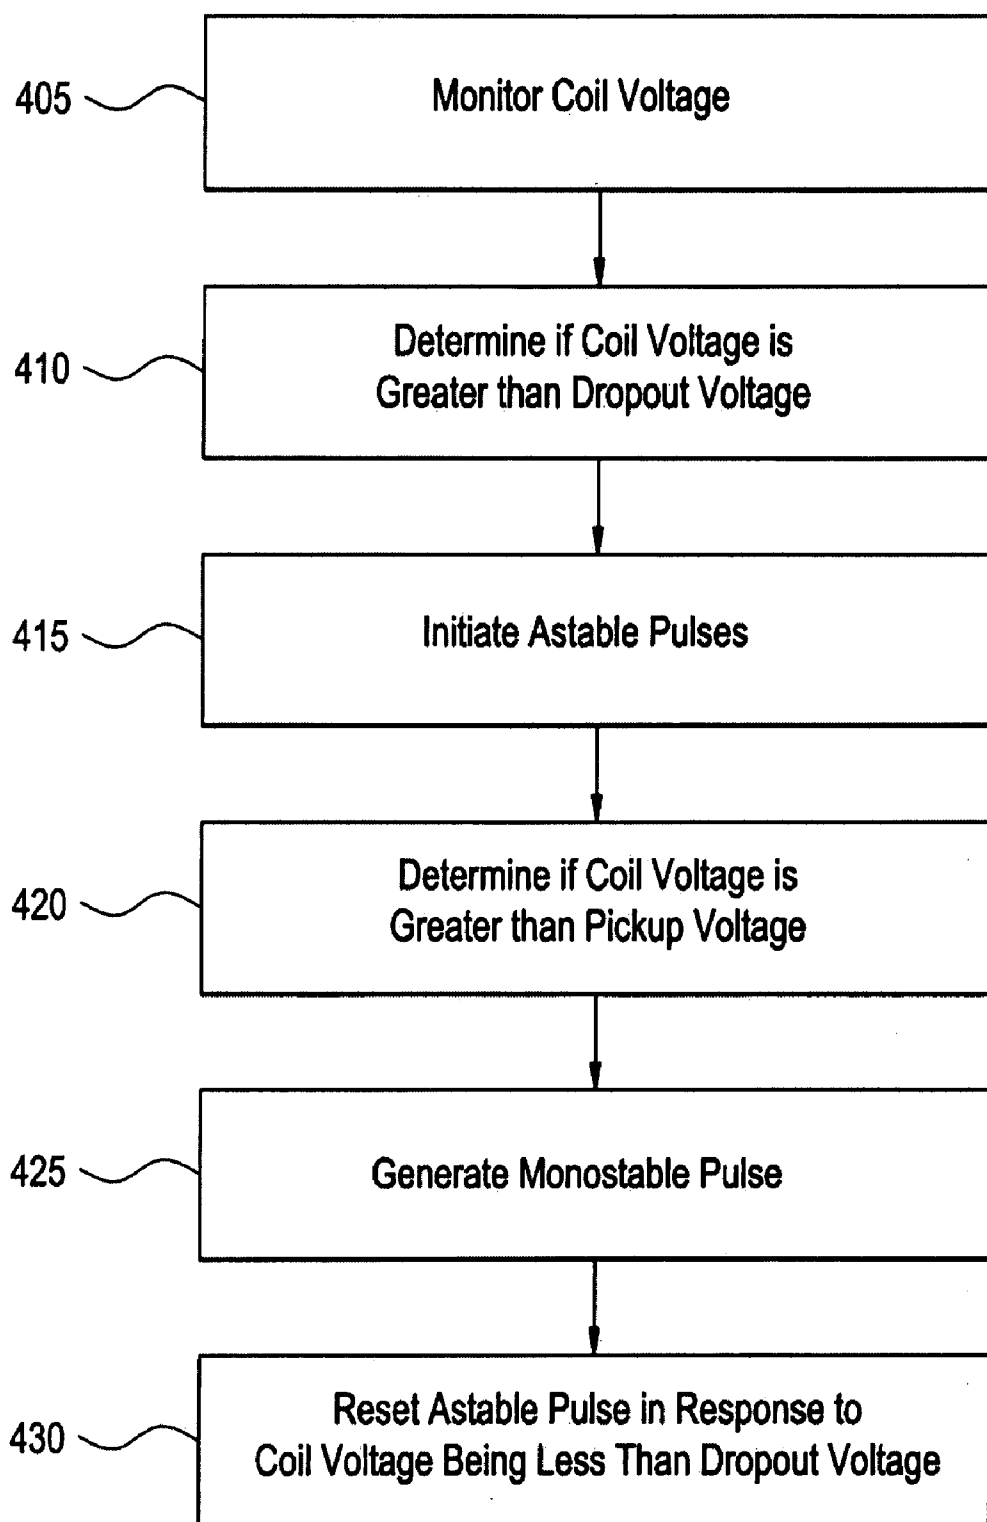 405
Monitor Coil Voltage
410
Determine if Coil Voltage is
Greater than Dropout Voltage
415
Initiate Astable Pulses
420
Determine if Coil Voltage is
Greater than Pickup Voltage
425
Generate Monostable Pulse
430
Reset Astable Pulse in Response to
Coil Voltage Being Less Than Dropout Voltage